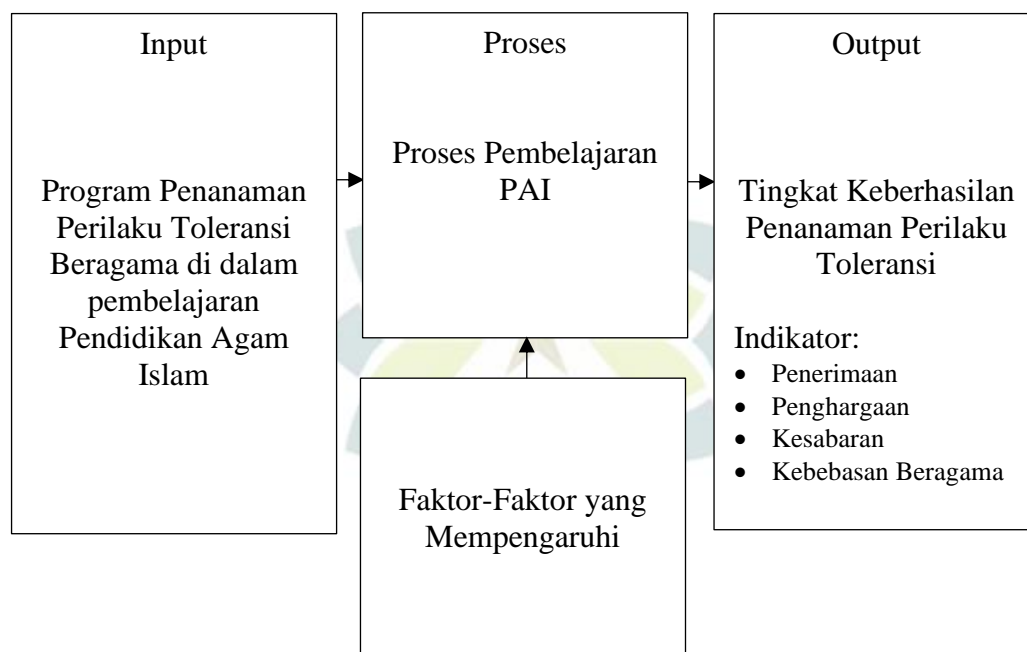 Input
Program Penanaman
Perilaku Toleransi
Beragama di dalam
pembelajaran
Pendidikan Agam
Islam
Proses
Proses Pembelajaran
PAI
Output
Tingkat Keberhasilan
Penanaman Perilaku
Toleransi
Indikator:
• Penerimaan
• Penghargaan
• Kesabaran
• Kebebasan Beragama
Faktor-Faktor yang
Mempengaruhi